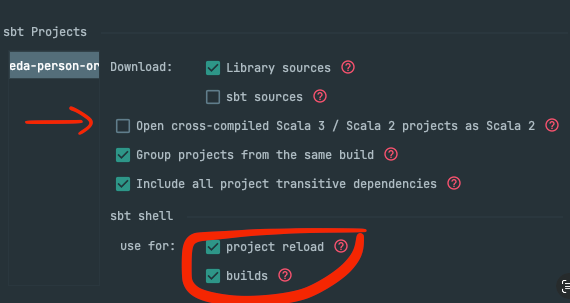 sbt Projects
eda-person-or
Download:
Library sources ?
sbt sources ?
Open cross-compiled Scala 3 / Scala 2 projects as Scala 2 ?
Group projects from the same build ?
Include all project transitive dependencies ?
sbt shell
use for:
project reload ?
builds ?